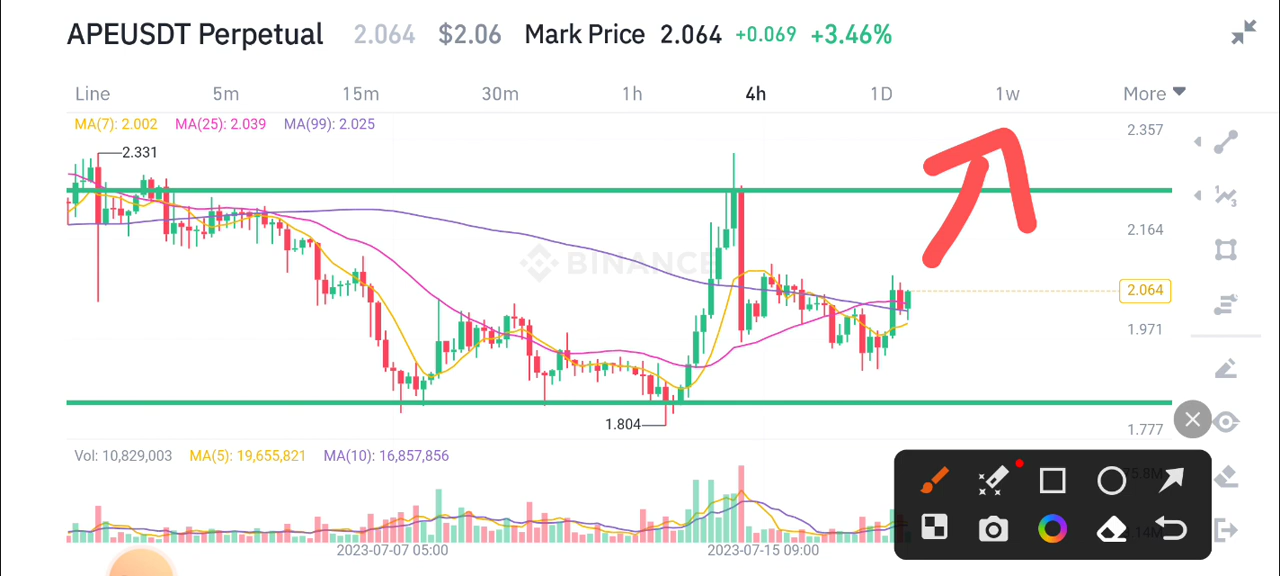 APEUSDT Perpetual 2.064 $2.06 Mark Price 2.064 +0.069 +3.46%
Line 5m 15m 30m 1h 4h 1D 1w More
MA(7): 2.002 MA(25): 2.039 MA(99): 2.025
2.357
2.331
2.164
BINANCE
2.064
1.971
1.804
1.777
Vol: 10,829,003 MA(5): 19,655,821 MA(10): 16,857,856
75.8M
2023-07-07 05:00 2023-07-15 09:00